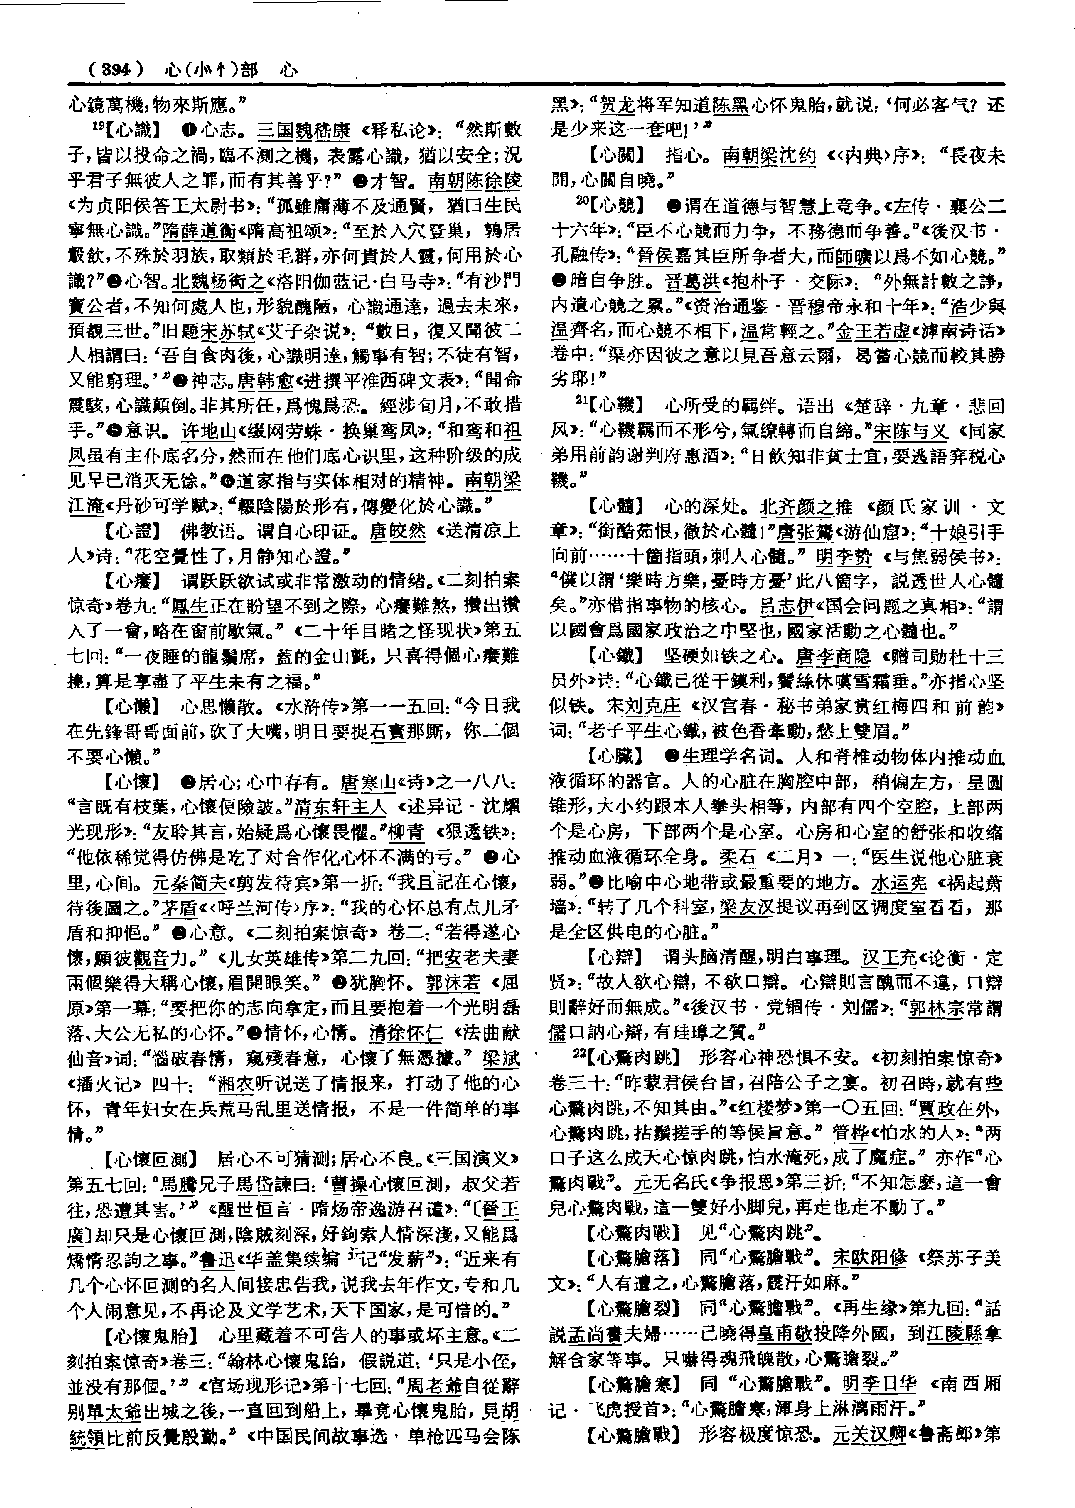 （394） 心（小忄）部 心
心鏡萬機；物來斯應。”
¹⁹【心識】 ❶心志。三国魏嵇康《释私论》：“然斯數
子，皆以投命之禍，臨不測之機，表露心識，猶以安全；況
乎君子無彼人之罪，而有其善乎？”❷才智。南朝陈徐陵
《为贞阳侯答王太尉书》：“孤雖庸薄不及通賢，猶曰生民
寧無心識。”隋薛道衡《隋高祖颂》：“至於入穴登巢，鶉居
鷇飲，不殊於羽族，取類於毛群，亦何貴於人靈，何用於心
識？”❸心智。北魏杨衒之《洛阳伽蓝记·白马寺》：“有沙門
寶公者，不知何處人也，形貌醜陋，心識通達，過去未來，
預覩三世。”旧题宋苏轼《艾子杂说》：“數日，復又聞彼二
人相謂曰：‘吾自食肉後，心識明達，觸事有智；不徒有智，
又能窮理。’”❹神志。唐韩愈《进撰平淮西碑文表》：“聞命
震駭，心識顛倒。非其所任，爲愧爲恐。經涉旬月，不敢措
手。”❺意识。许地山《缀网劳蛛·换巢鸾凤》：“和鸾和祖
凤虽有主仆底名分，然而在他们底心识里，这种阶级的成
见早已消灭无馀。”❻道家指与实体相对的精神。南朝梁
江淹《丹砂可学赋》：“輟陰陽於形有，傳變化於心識。”
【心證】 佛教语。谓自心印证。唐皎然《送清凉上
人》诗：“花空覺性了，月静知心證。”
【心癢】 谓跃跃欲试或非常激动的情绪。《二刻拍案
惊奇》卷九：“鳳生正在盼望不到之際，心癢難熬，攢出攢
入了一會，略在窗前歇氣。”《二十年目睹之怪现状》第五
七回：“一夜睡的龍鬚席，蓋的金山氈，只喜得個心癢難
撓，算是享盡了平生未有之福。”
【心懒】 心思懒散。《水浒传》第一一五回：“今日我
在先鋒哥哥面前，砍了大嘴，明日要捉石寶那厮，你二個
不要心懒。”
【心懷】 ❶居心；心中存有。唐寒山《诗》之一八八：
“言既有枝葉，心懷便險詖。”清东轩主人《述异记·沈耀
光现形》：“友聆其言，始疑爲心懷畏懼。”柳青《狠透铁》：
“他依稀觉得仿佛是吃了对合作化心怀不满的亏。”❷心
里，心间。元秦简夫《剪发待宾》第一折：“我且記在心懷，
待後圖之。”茅盾《〈呼兰河传〉序》：“我的心怀总有点儿矛
盾和抑悒。”❸心意。《二刻拍案惊奇》卷二：“若得遂心
懷，願彼觀音力。”《儿女英雄传》第二九回：“把安老夫妻
兩個樂得大稱心懷，眉開眼笑。”❹犹胸怀。郭沫若《屈
原》第一幕：“要把你的志向拿定，而且要抱着一个光明磊
落、大公无私的心怀。”❺情怀，心情。清徐怀仁《法曲献
仙音》词：“惱破春情，窺殘春意，心懷了無憑據。”梁斌
《播火记》四十：“湘农听说送了情报来，打动了他的心
怀，青年妇女在兵荒马乱里送情报，不是一件简单的事
情。”
【心懷叵測】 居心不可猜测；居心不良。《三国演义》
第五七回：“馬騰兄子馬岱諫曰：‘曹操心懷叵測，叔父若
往，恐遭其害。’”《醒世恒言·隋炀帝逸游召谴》：“〔晉王
廣〕却只是心懷叵測，陰賊刻深，好鉤索人情深淺，又能爲
矯情忍詢之事。”鲁迅《华盖集续编·记“发薪”》：“近来有
几个心怀叵测的名人间接忠告我，说我去年作文，专和几
个人闹意见，不再论及文学艺术，天下国家，是可惜的。”
【心懷鬼胎】 心里藏着不可告人的事或坏主意。《二
刻拍案惊奇》卷三：“翰林心懷鬼胎，假説道：‘只是小侄，
並没有那個。’”《官场现形记》第十七回：“周老爺自從辭
别單太爺出城之後，一直回到船上，畢竟心懷鬼胎，見胡
統領比前反覺殷勤。”《中国民间故事选·单枪匹马会陈
黑》：“贺龙将军知道陈黑心怀鬼胎，就说：‘何必客气？还
是少来这一套吧！’”
【心關】 指心。南朝梁沈约《〈内典〉序》：“長夜未
開，心關自曉。”
²⁰【心競】 ❶谓在道德与智慧上竞争。《左传·襄公二
十六年》：“臣不心競而力争，不務德而争善。”《後汉书·
孔融传》：“晉侯嘉其臣所争者大，而師曠以爲不如心競。”
❷暗自争胜。晋葛洪《抱朴子·交际》：“外無計數之諍，
内遺心競之累。”《资治通鉴·晋穆帝永和十年》：“浩少與
温齊名，而心競不相下，温常輕之。”金王若虚《滹南诗话》
卷中：“渠亦因彼之意以見吾意云爾，曷嘗心競而較其勝
劣耶！”
²¹【心鞿】 心所受的羁绊。语出《楚辞·九章·悲回
风》：“心鞿羈而不形兮，氣繚轉而自締。”宋陈与义《同家
弟用前韵谢判府惠酒》：“日飲知非貧士宜，要逃語穽税心
鞿。”
【心髓】 心的深处。北齐颜之推《颜氏家训·文
章》：“銜酷茹恨，徹於心髓！”唐张鷟《游仙窟》：“十娘引手
向前……十箇指頭，刺人心髓。”明李贽《与焦弱侯书》：
“僕以謂‘樂時方樂，憂時方憂’此八箇字，説透世人心髓
矣。”亦借指事物的核心。吕志伊《国会问题之真相》：“謂
以國會爲國家政治之中堅也，國家活動之心髓也。”
【心鐵】 坚硬如铁之心。唐李商隐《赠司勋杜十三
员外》诗：“心鐵已從干鏌利，鬢絲休嘆雪霜垂。”亦指心坚
似铁。宋刘克庄《汉宫春·秘书弟家赏红梅四和前韵》
词：“老子平生心鐵，被色香牽動，愁上雙眉。”
【心臟】 ❶生理学名词。人和脊椎动物体内推动血
液循环的器官。人的心脏在胸腔中部，稍偏左方，呈圆
锥形，大小约跟本人拳头相等，内部有四个空腔，上部两
个是心房，下部两个是心室。心房和心室的舒张和收缩
推动血液循环全身。柔石《二月》一：“医生说他心脏衰
弱。”❷比喻中心地带或最重要的地方。水运宪《祸起萧
墙》：“转了几个科室，梁友汉提议再到区调度室看看，那
是全区供电的心脏。”
【心辯】 谓头脑清醒，明白事理。汉王充《论衡·定
贤》：“故人欲心辯，不欲口辯。心辯則言醜而不違，口辯
則辭好而無成。”《後汉书·党锢传·刘儒》：“郭林宗常謂
儒口訥心辯，有珪璋之質。”
²²【心驚肉跳】 形容心神恐惧不安。《初刻拍案惊奇》
卷三十：“昨蒙君侯台旨，召陪公子之宴。初召時，就有些
心驚肉跳，不知其由。”《红楼梦》第一〇五回：“賈政在外，
心驚肉跳，拈鬚搓手的等候旨意。”管桦《怕水的人》：“两
口子这么成天心惊肉跳，怕水淹死，成了魔症。”亦作“心
驚肉戰”。元无名氏《争报恩》第三折：“不知怎麽，這一會
兒心驚肉戰，這一雙好小脚兒，再走也走不動了。”
【心驚肉戰】 见“心驚肉跳”。
【心驚膽落】 同“心驚膽戰”。宋欧阳修《祭苏子美
文》：“人有遭之，心驚膽落，震汗如麻。”
【心驚膽裂】 同“心驚膽戰”。《再生缘》第九回：“話
説孟尚書夫婦……已曉得皇甫敬投降外國，到江陵縣拿
解合家等事。只嚇得魂飛魄散，心驚膽裂。”
【心驚膽寒】 同“心驚膽戰”。明李日华《南西厢
记·飞虎授首》：“心驚膽寒，渾身上淋漓雨汗。”
【心驚膽戰】 形容极度惊恐。元关汉卿《鲁斋郎》第